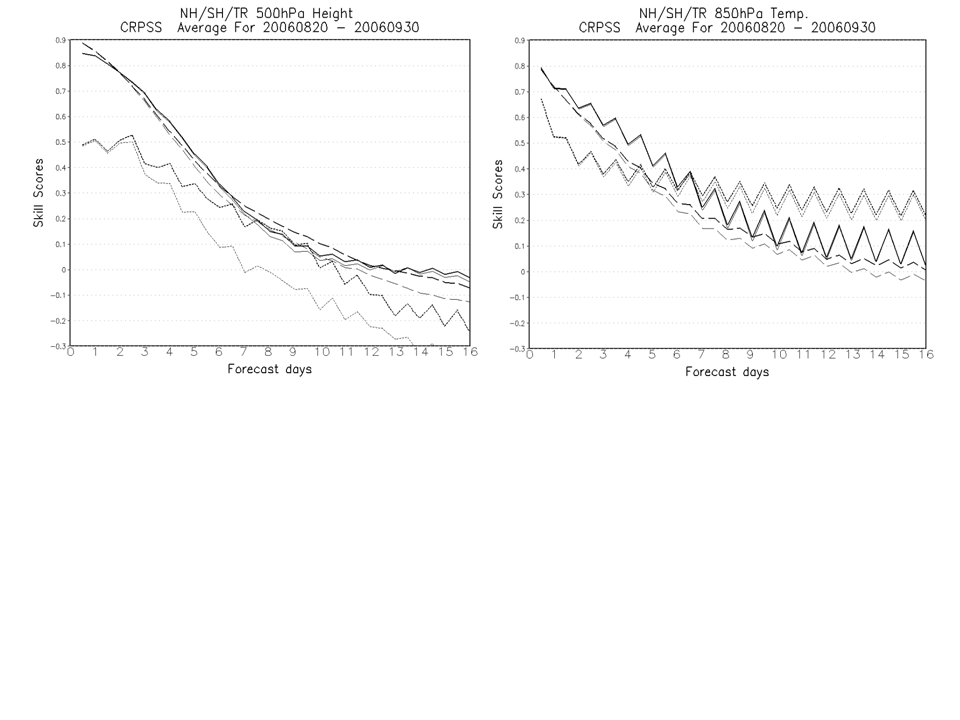 NH/SH/TR 500hPa Height
CRPSS Average For 20060820 – 20060930
0.9
0.8
0.7
0.6
0.5
0.4
0.3
0.2
0.1
0
−0.1
−0.2
−0.3
Skill Scores
0 1 2 3 4 5 6 7 8 9 10 11 12 13 14 15 16
Forecast days
NH/SH/TR 850hPa Temp.
CRPSS Average For 20060820 – 20060930
0.9
0.8
0.7
0.6
0.5
0.4
0.3
0.2
0.1
0
−0.1
−0.2
−0.3
Skill Scores
0 1 2 3 4 5 6 7 8 9 10 11 12 13 14 15 16
Forecast days